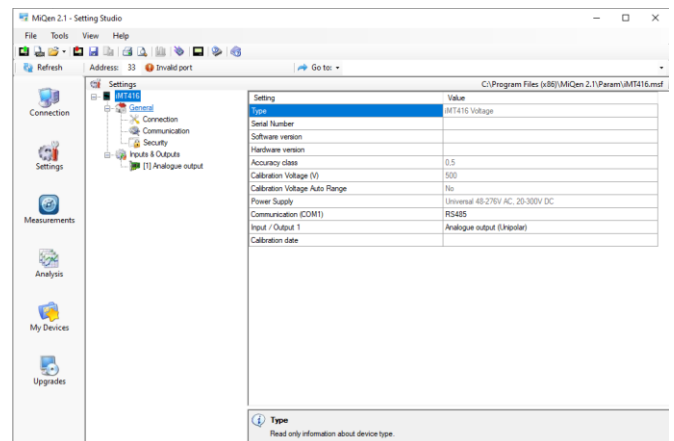 MiQen 2.1 - Setting Studio
File Tools View Help
Refresh Address: 33 Invalid port Go to:
Settings C:\Program Files (x86)\MiQen 2.1\Param\iMT416.msf
Connection
Settings
Measurements
Analysis
My Devices
Upgrades
iMT416
General
Connection
Communication
Security
Inputs & Outputs
[1] Analogue output
Setting Value
Type iMT416 Voltage
Serial Number
Software version
Hardware version
Accuracy class 0,5
Calibration Voltage (V) 500
Calibration Voltage Auto Range No
Power Supply Universal 48-276V AC, 20-300V DC
Communication (COM1) RS485
Input / Output 1 Analogue output (Unipolar)
Calibration date
Type
Read only information about device type.